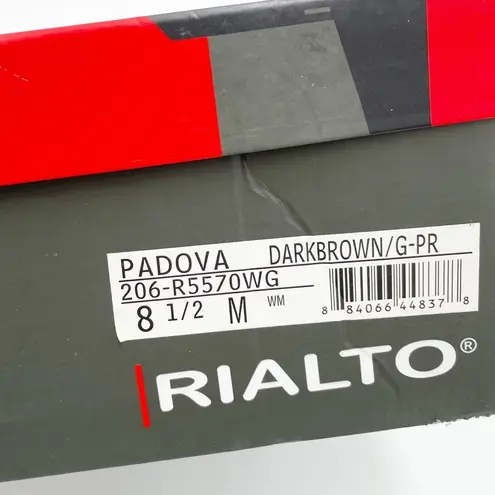 PADOVA DARKBROWN/G-PR
206-R5570WG
8 1/2 M WM
8 84066 44837 8
RIALTO®